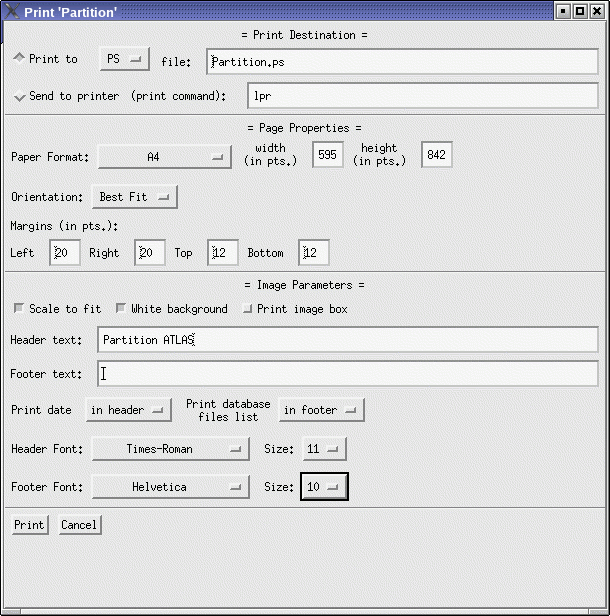 Print 'Partition'
= Print Destination =
Print to PS file: Partition.ps
Send to printer (print command): lpr
= Page Properties =
Paper Format: A4 width (in pts.) 595 height (in pts.) 842
Orientation: Best Fit
Margins (in pts.):
Left 20 Right 20 Top 12 Bottom 12
= Image Parameters =
Scale to fit White background Print image box
Header text: Partition ATLAS
Footer text:
Print date in header Print database files list in footer
Header Font: Times-Roman Size: 11
Footer Font: Helvetica Size: 10
Print Cancel